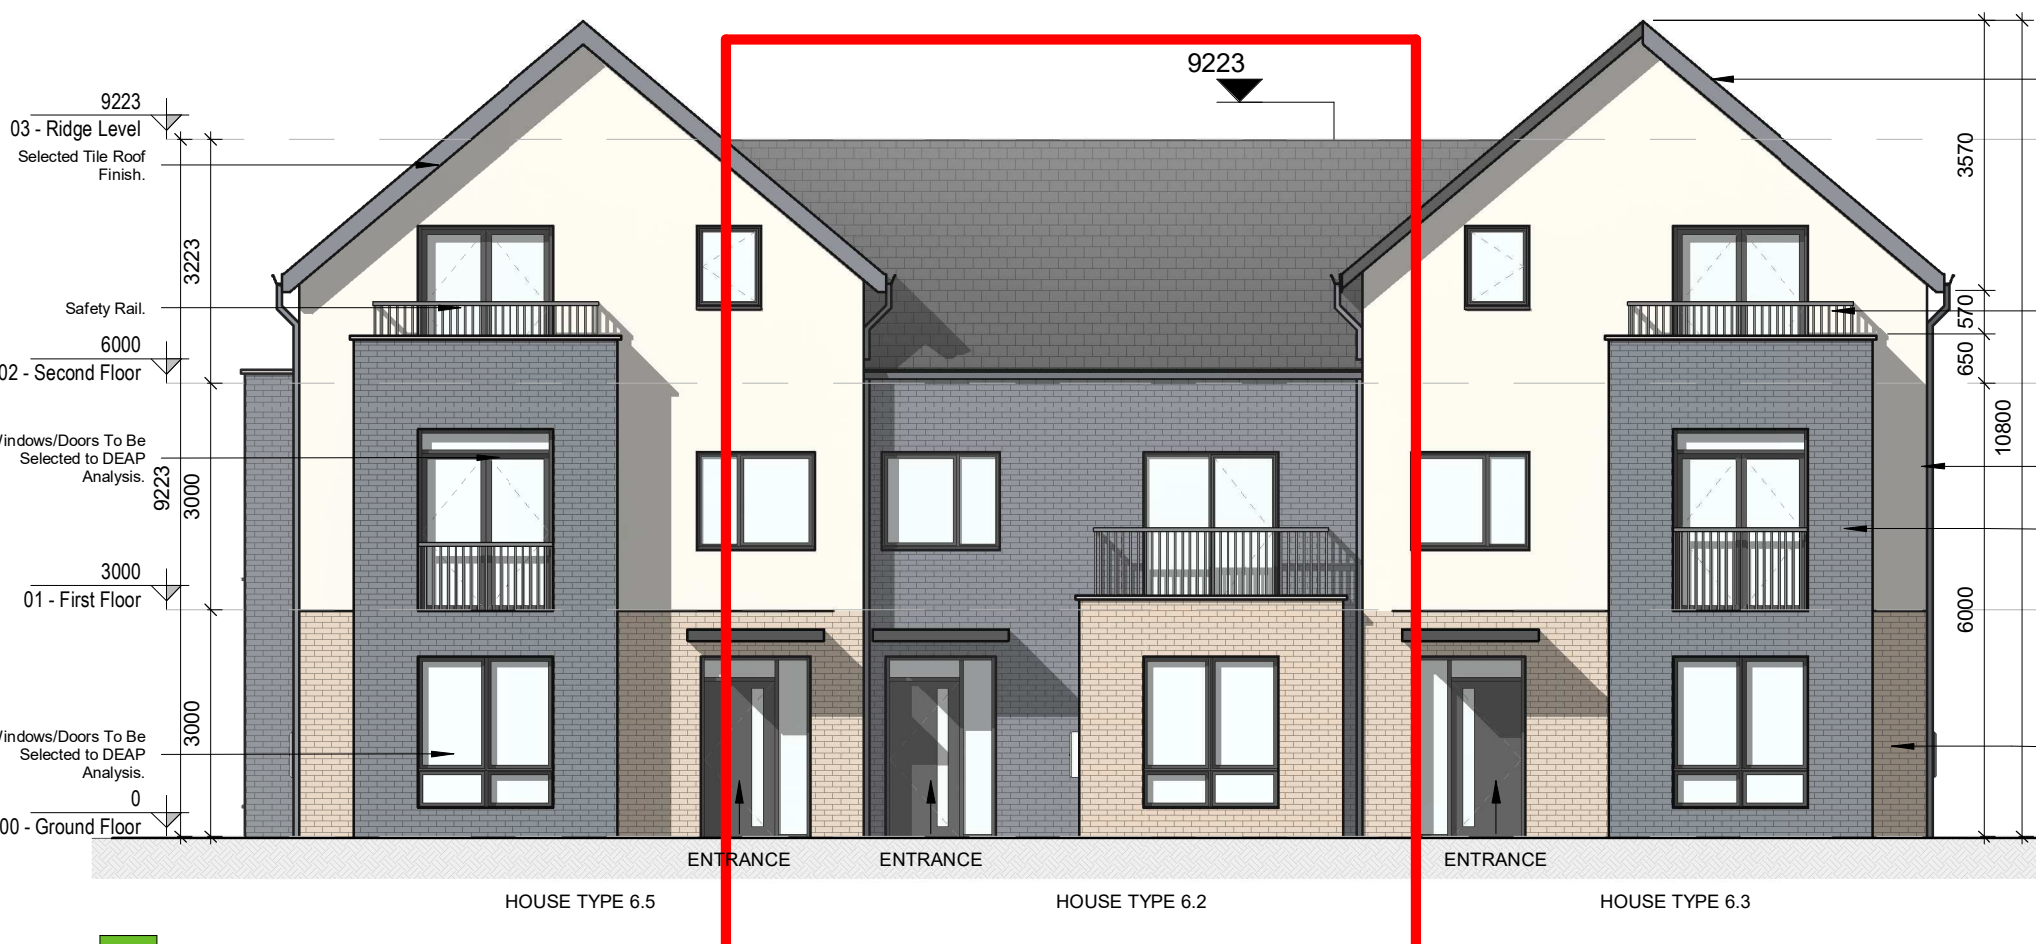 9223
9223
03 - Ridge Level
Selected Tile Roof
Finish.
3570
3223
Safety Rail.
570
6000
02 - Second Floor
650
10800
Windows/Doors To Be
Selected to DEAP
Analysis.
9223
3000
3000
01 - First Floor
6000
3000
Windows/Doors To Be
Selected to DEAP
Analysis.
0
00 - Ground Floor
ENTRANCE
ENTRANCE
ENTRANCE
HOUSE TYPE 6.5
HOUSE TYPE 6.2
HOUSE TYPE 6.3